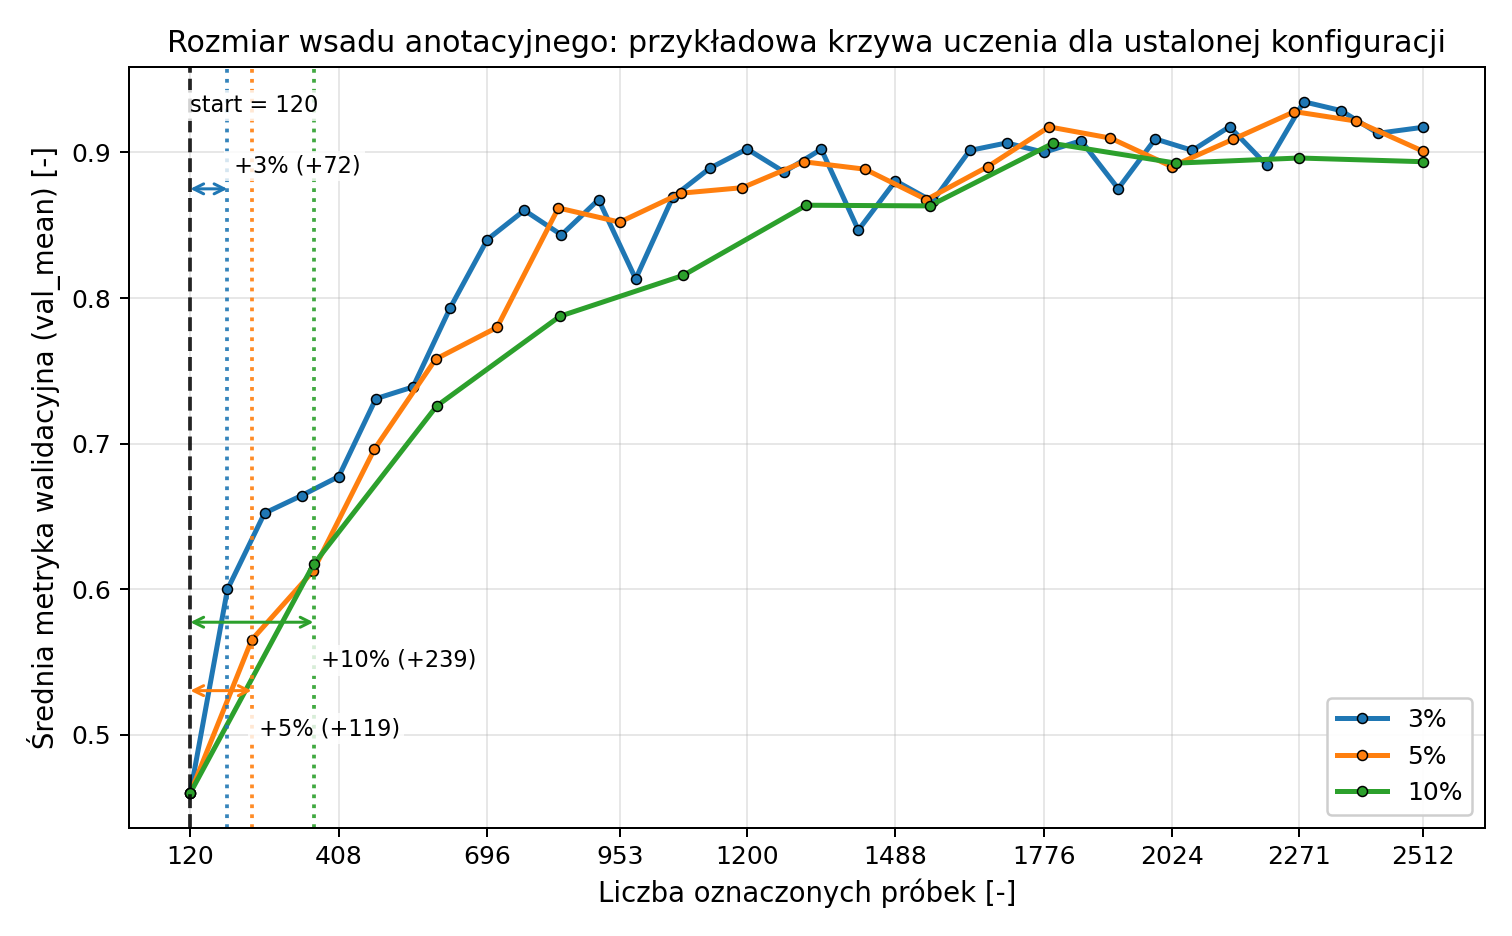 Rozmiar wsadu anotacyjnego: przykładowa krzywa uczenia dla ustalonej konfiguracji
Średnia metryka walidacyjna (val_mean) [-]
0.9
0.8
0.7
0.6
0.5
start = 120
+3% (+72)
+10% (+239)
+5% (+119)
3%
5%
10%
120 408 696 953 1200 1488 1776 2024 2271 2512
Liczba oznaczonych próbek [-]